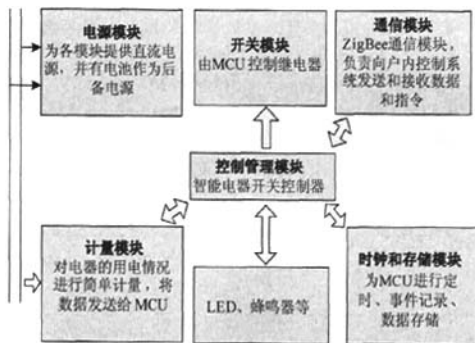 电源模块
为各模块提供直流电
源，并有电池作为后
备电源
开关模块
由MCU 控制继电器
通信模块
ZigBee通信模块，
负责向户内控制系
统发送和接收数据和
指令
控制管理模块
智能电器开关控制器
计量模块
对电器的用电情况
进行简单计量，将
数据发送给 MCU
LED、蜂鸣器等
时钟和存储模块
为MCU进行定
时、事件记录、
数据存储